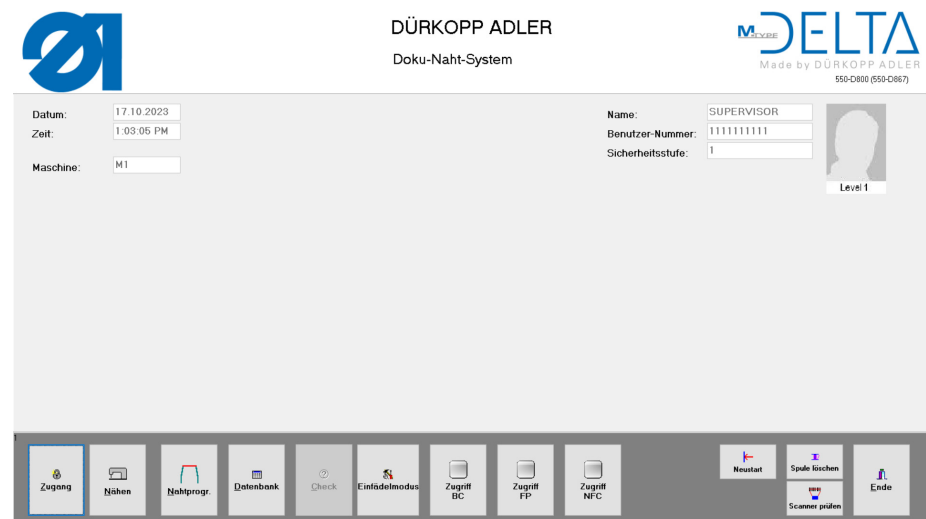 DÜRKOPP ADLER
Doku-Naht-System
M-TYPE DELTA
Made by DÜRKOPP ADLER
550-D800 (550-D867)
Datum: 17.10.2023
Zeit: 1:03:05 PM
Maschine: M1
Name: SUPERVISOR
Benutzer-Nummer: 1111111111
Sicherheitsstufe: 1
Level 1
1
Zugang
Nähen
Nahtprogr.
Datenbank
Check
Einfädelmodus
Zugriff
BC
Zugriff
FP
Zugriff
NFC
Neustart
Spule löschen
Scanner prüfen
Ende